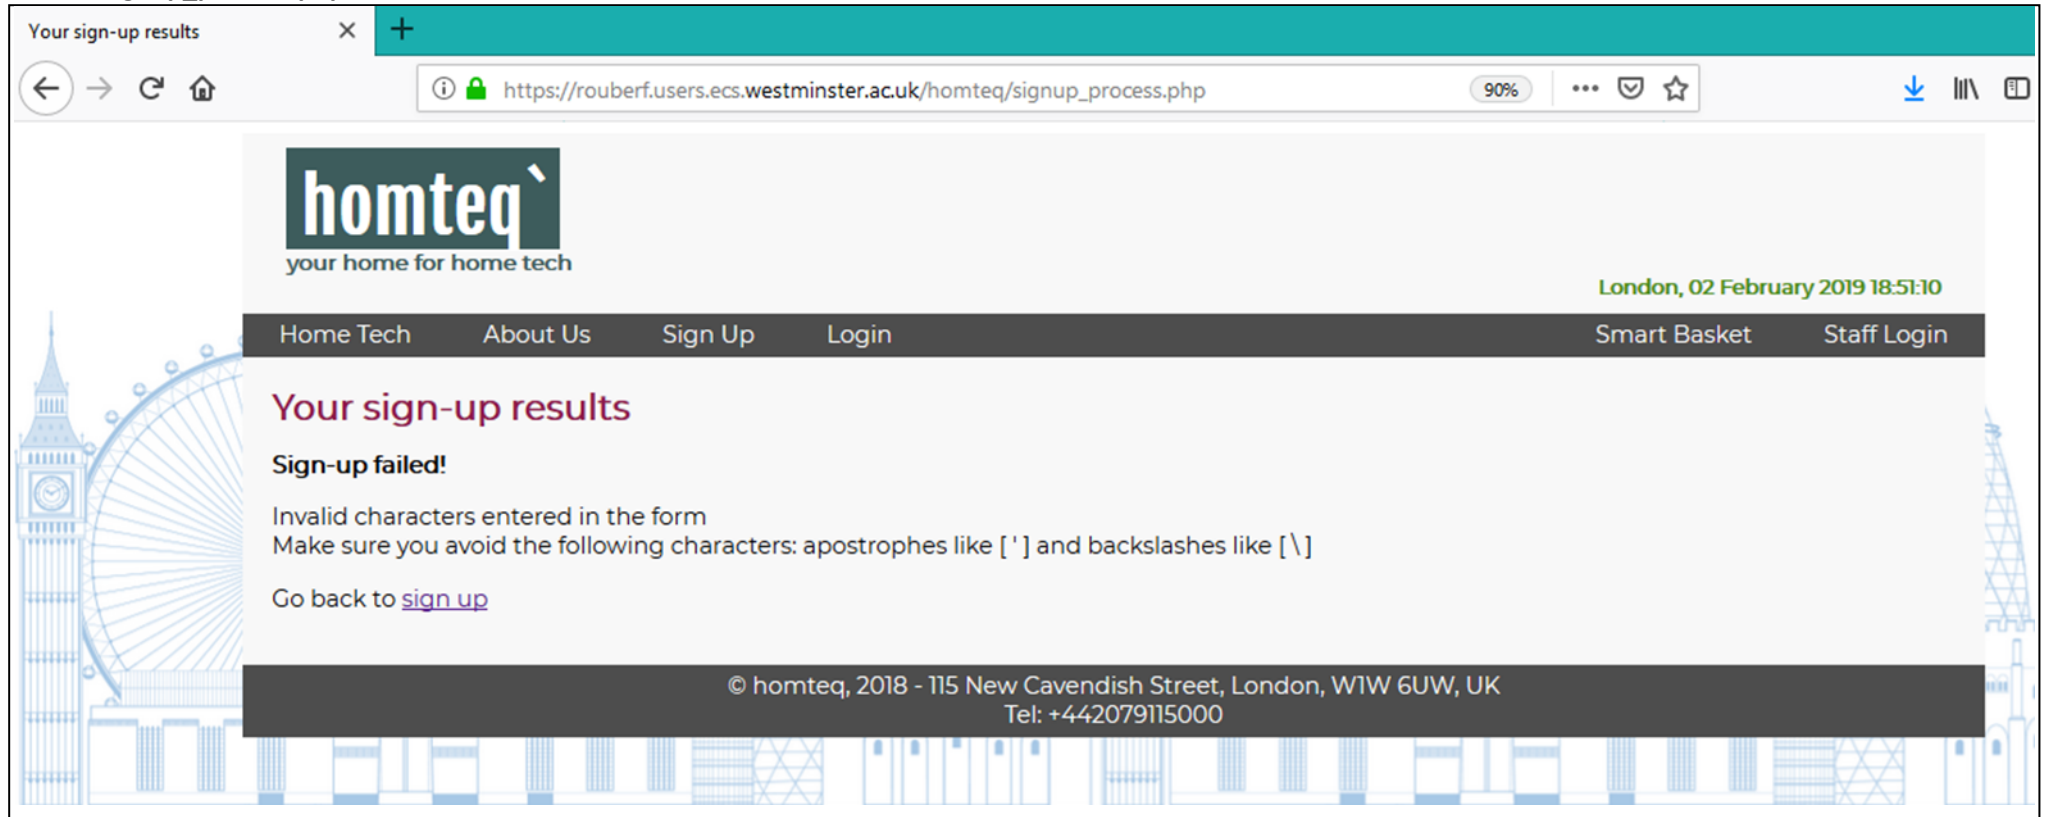 Your sign-up results
https://rouberf.users.ecs.westminster.ac.uk/homteq/signup_process.php
90%
homteq`
your home for home tech
London, 02 February 2019 18:51:10
Home Tech About Us Sign Up Login Smart Basket Staff Login
Your sign-up results
Sign-up failed!
Invalid characters entered in the form
Make sure you avoid the following characters: apostrophes like [ ' ] and backslashes like [ \ ]
Go back to sign up
© homteq, 2018 - 115 New Cavendish Street, London, W1W 6UW, UK
Tel: +442079115000